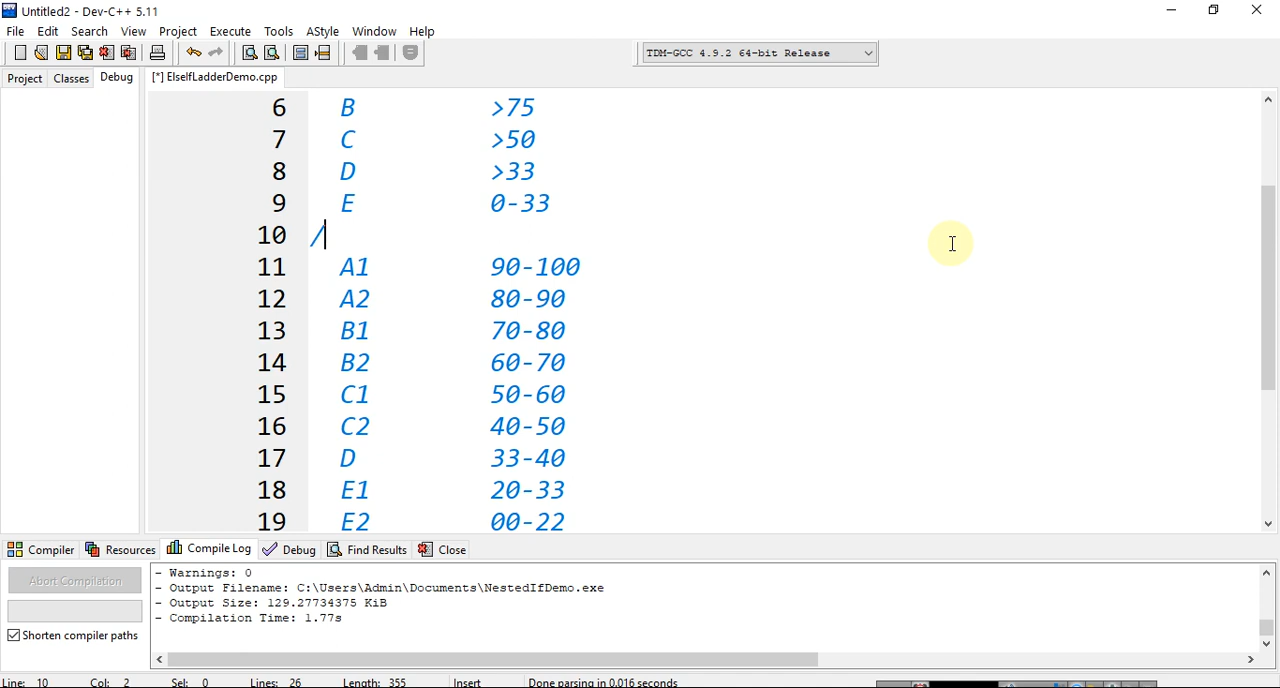 Untitled2 - Dev-C++ 5.11
File Edit Search View Project Execute Tools AStyle Window Help
TDM-GCC 4.9.2 64-bit Release
Project Classes Debug [*] ElseIfLadderDemo.cpp
6 B >75
7 C >50
8 D >33
9 E 0-33
10 /
11 A1 90-100
12 A2 80-90
13 B1 70-80
14 B2 60-70
15 C1 50-60
16 C2 40-50
17 D 33-40
18 E1 20-33
19 E2 00-22
Compiler Resources Compile Log Debug Find Results Close
Abort Compilation
Shorten compiler paths
- Warnings: 0
- Output Filename: C:\Users\Admin\Documents\NestedIfDemo.exe
- Output Size: 129.27734375 KiB
- Compilation Time: 1.77s
Line: 10 Col: 2 Sel: 0 Lines: 26 Length: 355 Insert Done parsing in 0.016 seconds